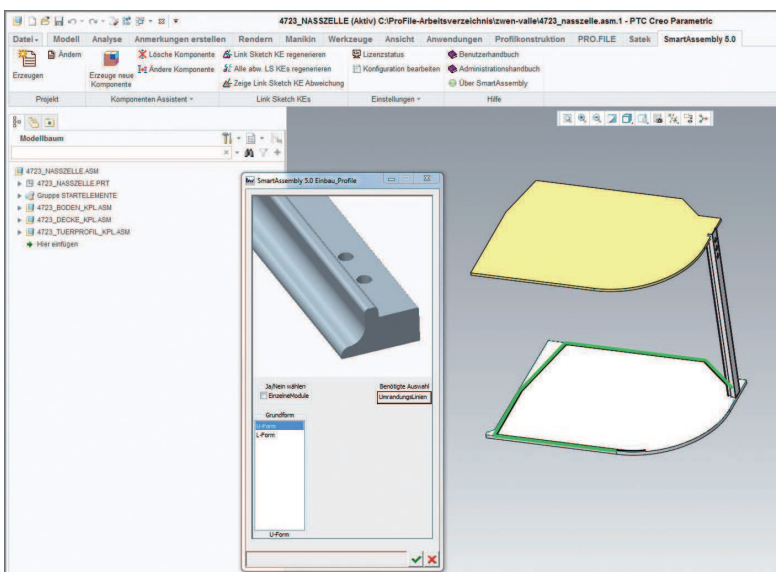 4723_NASSZELLE (Aktiv) C:\ProFile-Arbeitsverzeichnis\zwen-valle\4723_nasszelle.asm.1 - PTC Creo Parametric
Datei Modell Analyse Anmerkungen erstellen Rendern Manikin Werkzeuge Ansicht Anwendungen Profilkonstruktion PRO.FILE Satek SmartAssembly 5.0
Ändern Lösche Komponente Link Sketch KE regenerieren Lizenzstatus Benutzerhandbuch
Ändere Komponente Alle abw. LS KEs regenerieren Konfiguration bearbeiten Administrationshandbuch
Erzeugen Erzeuge neue Komponente Zeige Link Sketch KE Abweichung Über SmartAssembly
Projekt Komponenten Assistent Link Sketch KEs Einstellungen Hilfe
Modellbaum
4723_NASSZELLE.ASM
4723_NASSZELLE.PRT
Gruppe STARTELEMENTE
4723_BODEN_KPL.ASM
4723_DECKE_KPL.ASM
4723_TUERPROFIL_KPL.ASM
Hier einfügen
SmartAssembly 5.0 Einbau_Profile
Ja/Nein wählen Benötigte Auswahl
EinzelneModule UmrandungsLinien
Grundform
U-Form
L-Form
U-Form